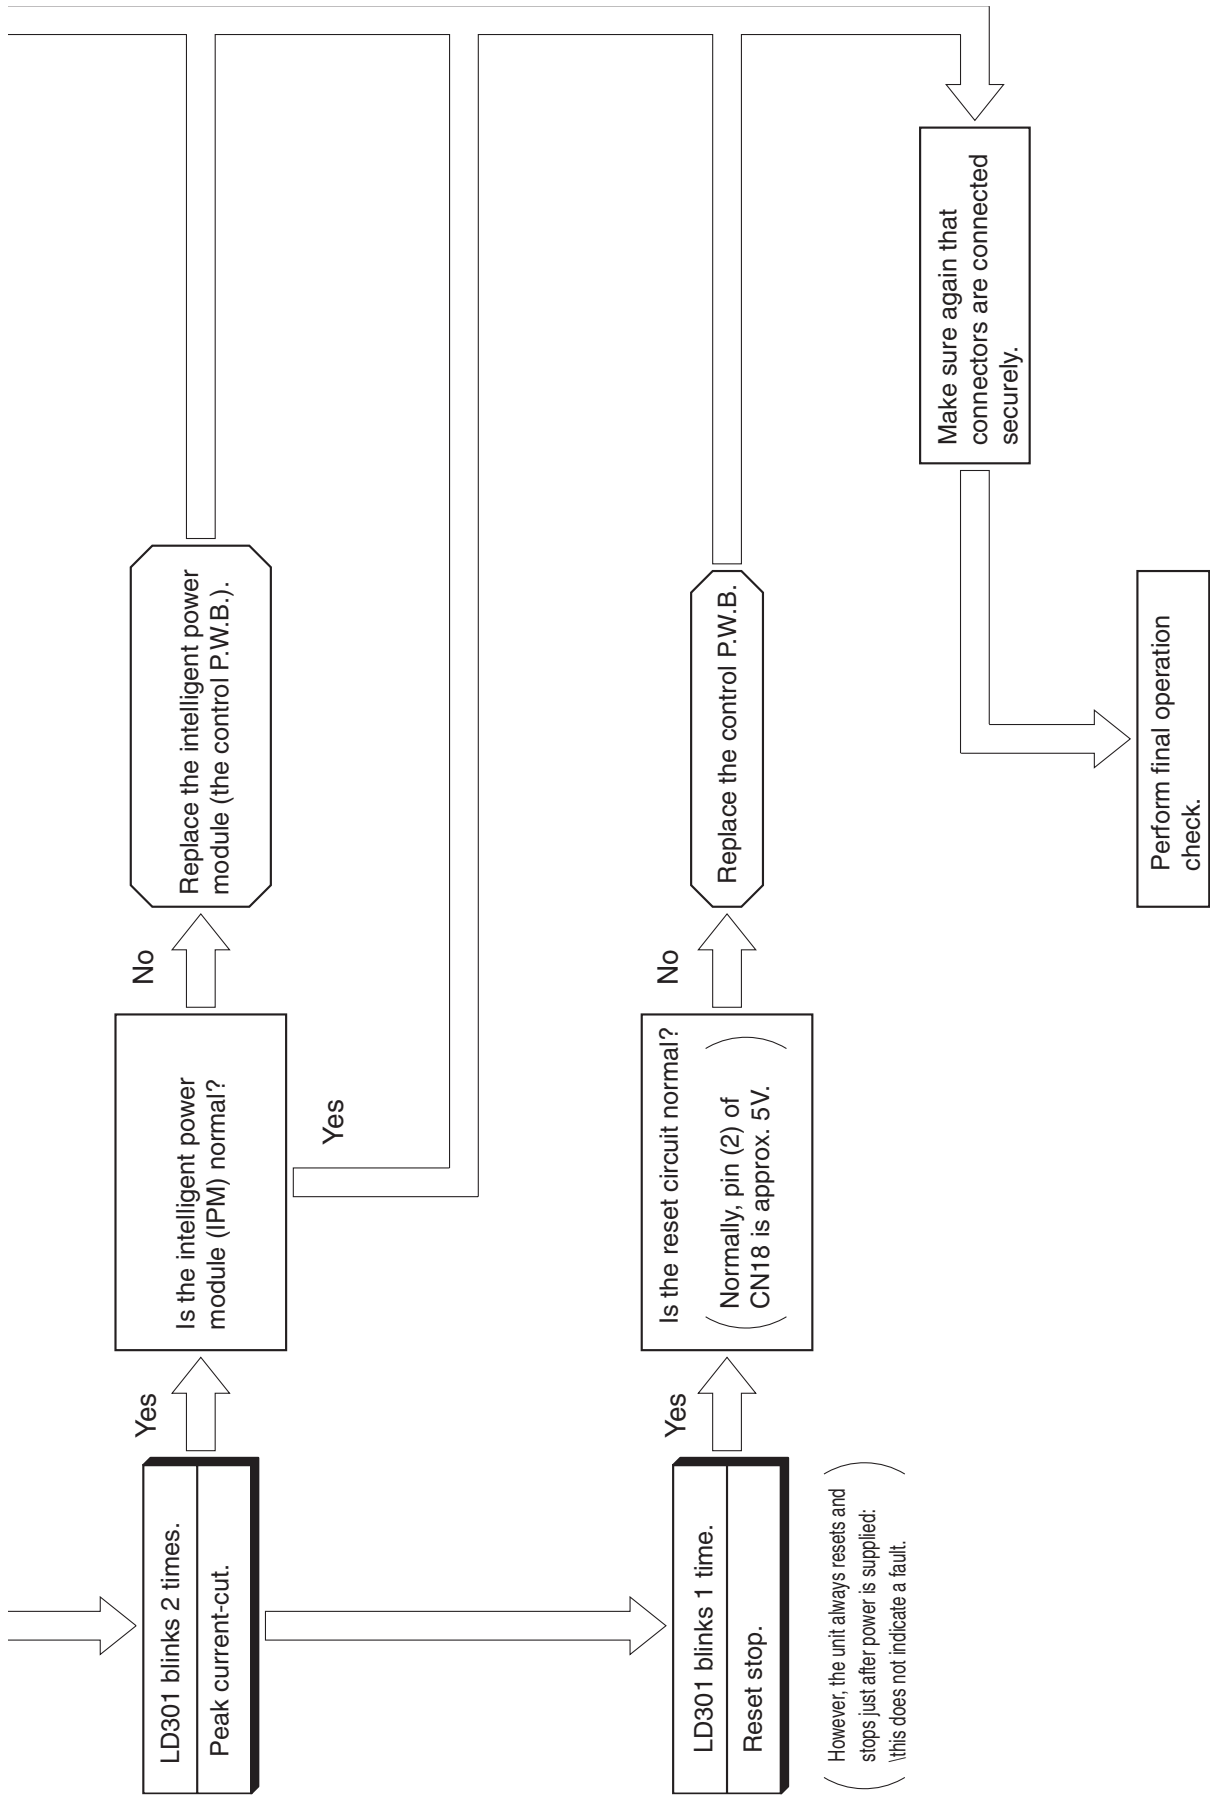 LD301 blinks 2 times.
Peak current-cut.
Yes
Is the intelligent power
module (IPM) normal?
No
Replace the intelligent power
module (the control P.W.B.).
Yes
LD301 blinks 1 time.
Reset stop.
However, the unit always resets and
stops just after power is supplied:
\this does not indicate a fault.
Yes
Is the reset circuit normal?
Normally, pin (2) of
CN18 is approx. 5V.
No
Replace the control P.W.B.
Make sure again that
connectors are connected
securely.
Perform final operation
check.